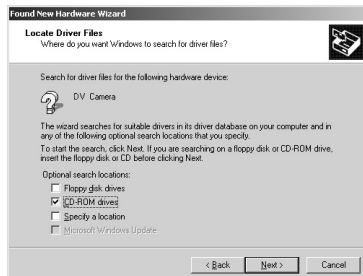 Found New Hardware Wizard
Locate Driver Files
Where do you want Windows to search for driver files?
Search for driver files for the following hardware device:
DV Camera
The wizard searches for suitable drivers in its driver database on your computer and in
any of the following optional search locations that you specify.
To start the search, click Next. If you are searching on a floppy disk or CD-ROM drive,
insert the floppy disk or CD before clicking Next.
Optional search locations:
Floppy disk drives
CD-ROM drives
Specify a location
Microsoft Windows Update
< Back
Next >
Cancel